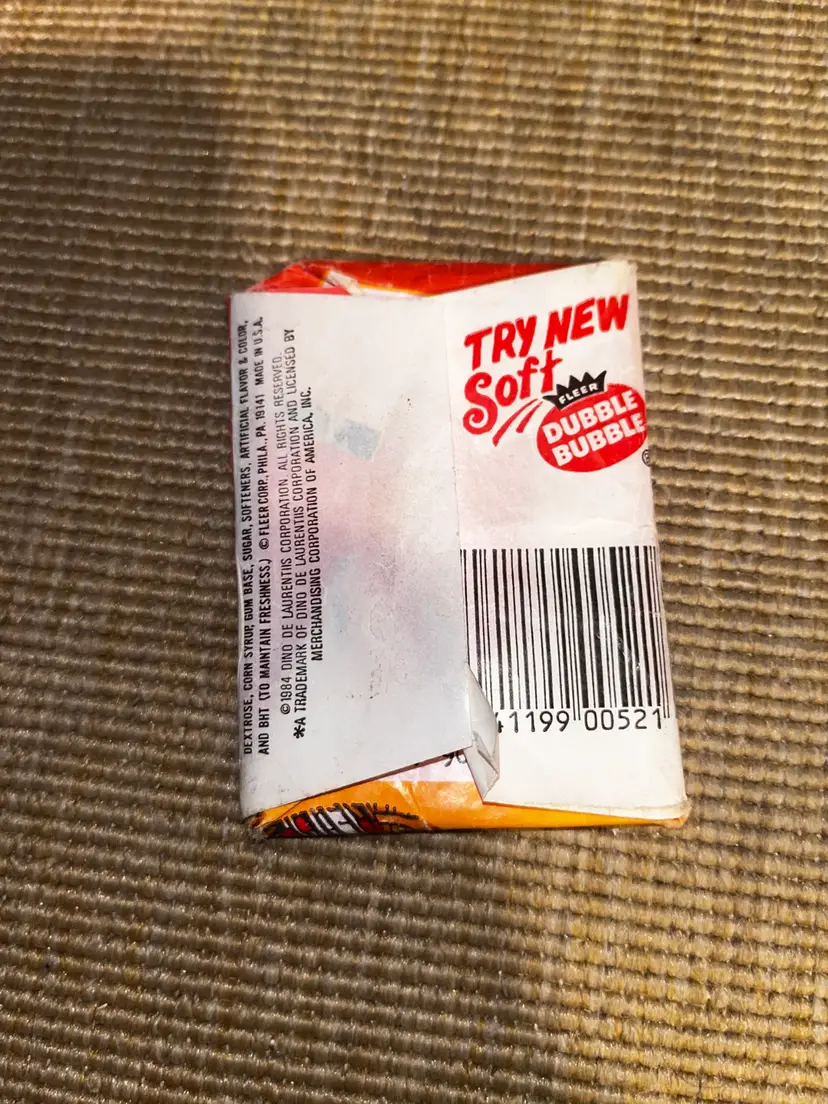 DEXTROSE, CORN SYRUP, GUM BASE, SUGAR, SOFTENERS, ARTIFICIAL FLAVOR & COLOR,
AND BHT (TO MAINTAIN FRESHNESS.) © FLEER CORP., PHILA., PA. 19141 MADE IN U.S.A.
©1984 DINO DE LAURENTIIS CORPORATION. ALL RIGHTS RESERVED.
*A TRADEMARK OF DINO DE LAURENTIIS CORPORATION AND LICENSED BY
MERCHANDISING CORPORATION OF AMERICA, INC.
TRY NEW
Soft
FLEER
DUBBLE
BUBBLE
®
41199 00521